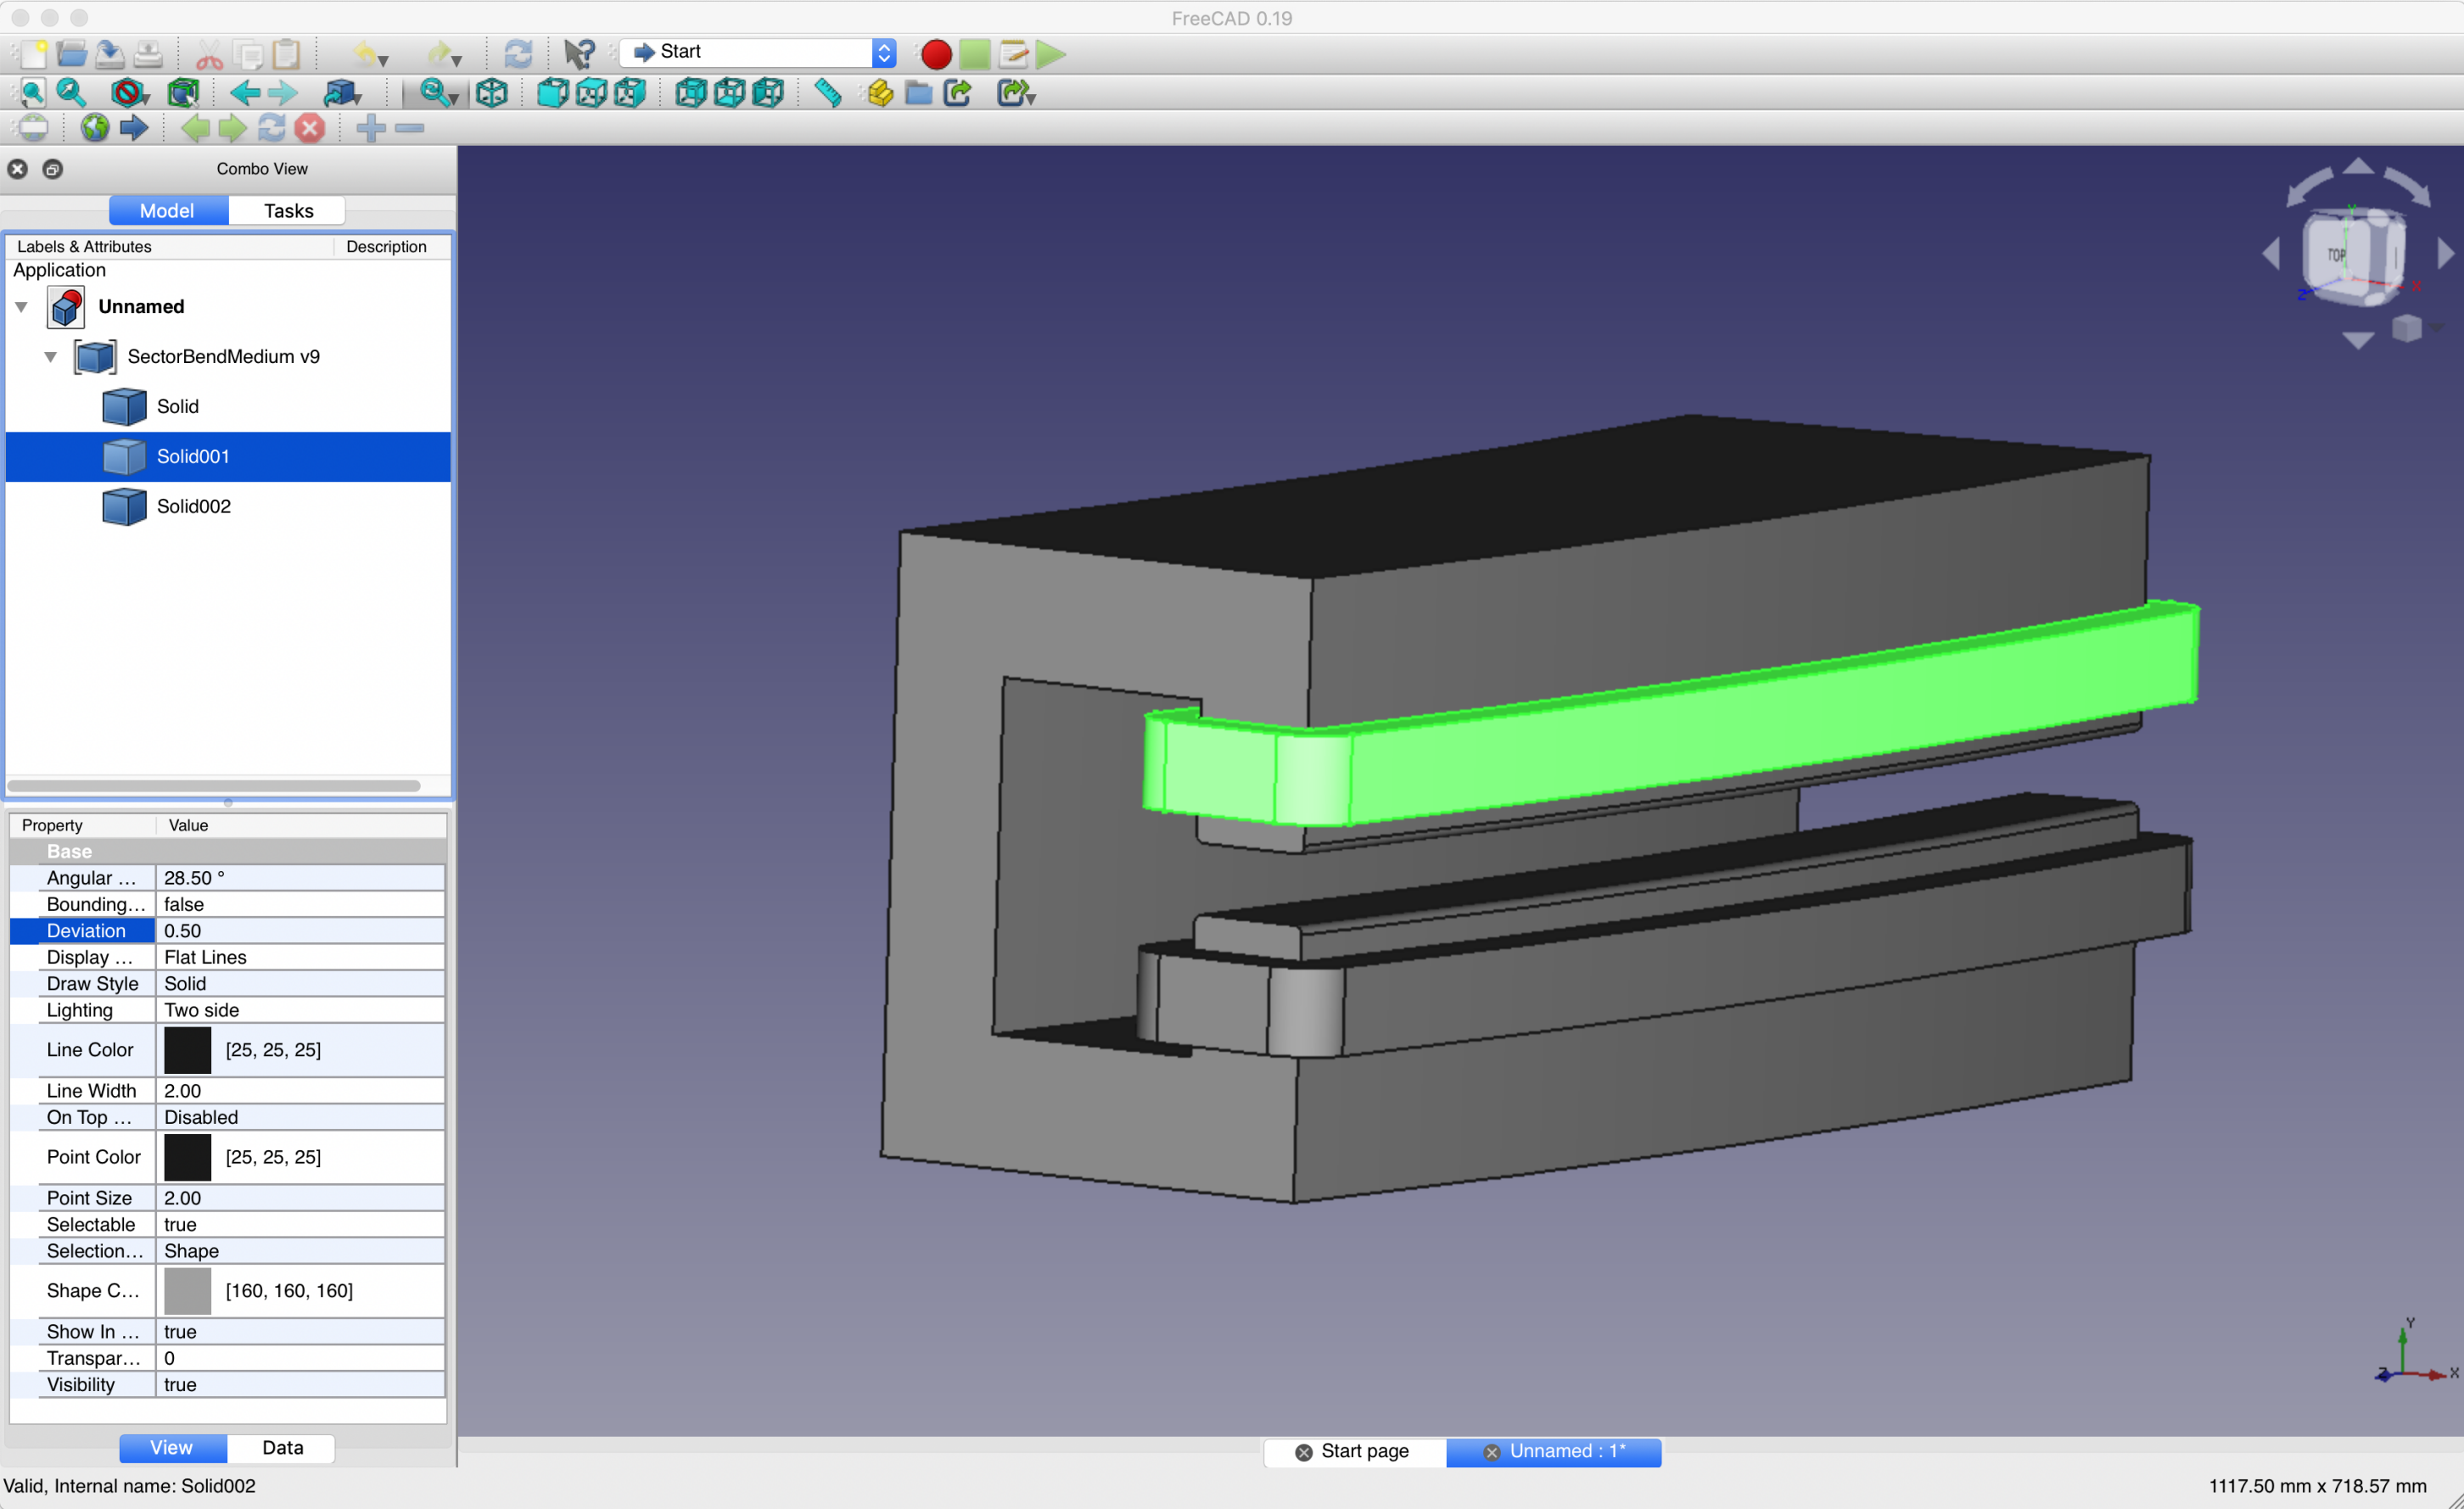 FreeCAD 0.19
Start
Combo View
Model Tasks
Labels & Attributes Description
Application
Unnamed
SectorBendMedium v9
Solid
Solid001
Solid002
Property Value
Base
Angular ... 28.50 °
Bounding... false
Deviation 0.50
Display ... Flat Lines
Draw Style Solid
Lighting Two side
Line Color [25, 25, 25]
Line Width 2.00
On Top ... Disabled
Point Color [25, 25, 25]
Point Size 2.00
Selectable true
Selection... Shape
Shape C... [160, 160, 160]
Show In ... true
Transpar... 0
Visibility true
View Data
Y
TOP
Z X
Y
Z X
Start page Unnamed : 1*
Valid, Internal name: Solid002 1117.50 mm x 718.57 mm